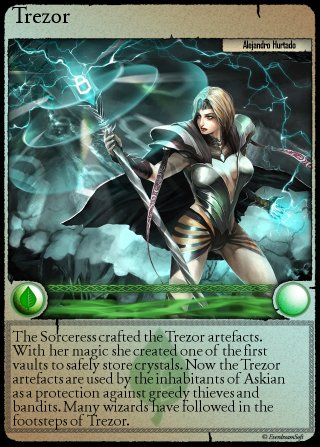 Trezor
Alejandro Hurtado
The Sorceress crafted the Trezor artefacts.
With her magic she created one of the first
vaults to safely store crystals. Now the Trezor
artefacts are used by the inhabitants of Askian
as a protection against greedy thieves and
bandits. Many wizards have followed in the
footsteps of Trezor.
© EverdreamSoft